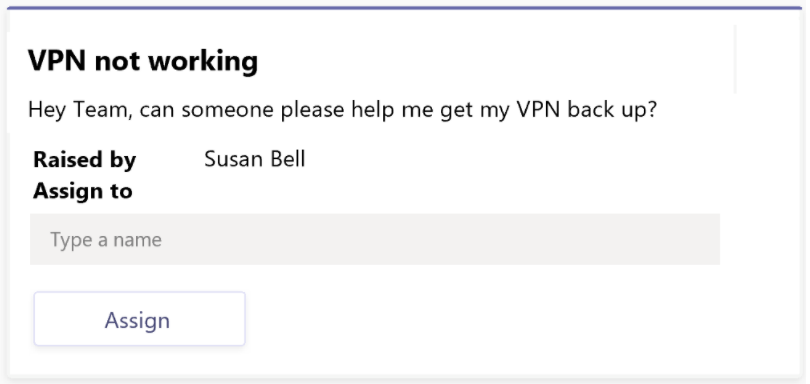 VPN not working
Hey Team, can someone please help me get my VPN back up?
Raised by Susan Bell
Assign to
Type a name
Assign